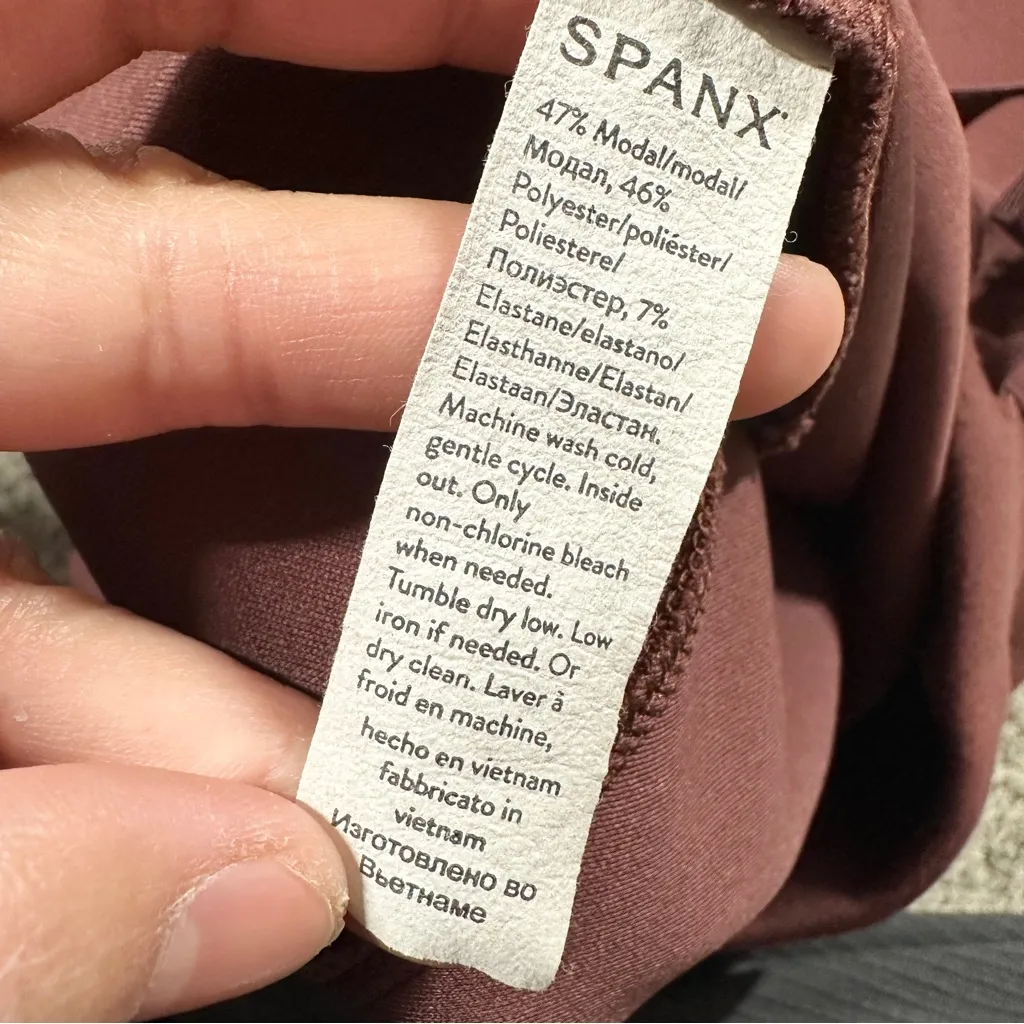 SPANX
47% Modal/modal/
Модал, 46%
Polyester/poliéster/
Poliestere/
Полиэстер, 7%
Elastane/elastano/
Elasthanne/Elastan/
Elastaan/Эластан.
Machine wash cold,
gentle cycle. Inside
out. Only
non-chlorine bleach
when needed.
Tumble dry low. Low
iron if needed. Or
dry clean. Laver à
froid en machine,
hecho en vietnam
fabbricato in
vietnam
Изготовлено во
Вьетнаме